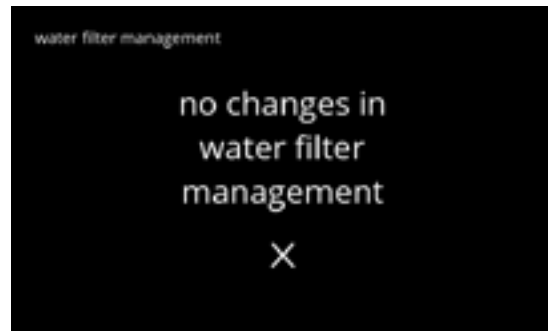 water filter management
no changes in
water filter
management